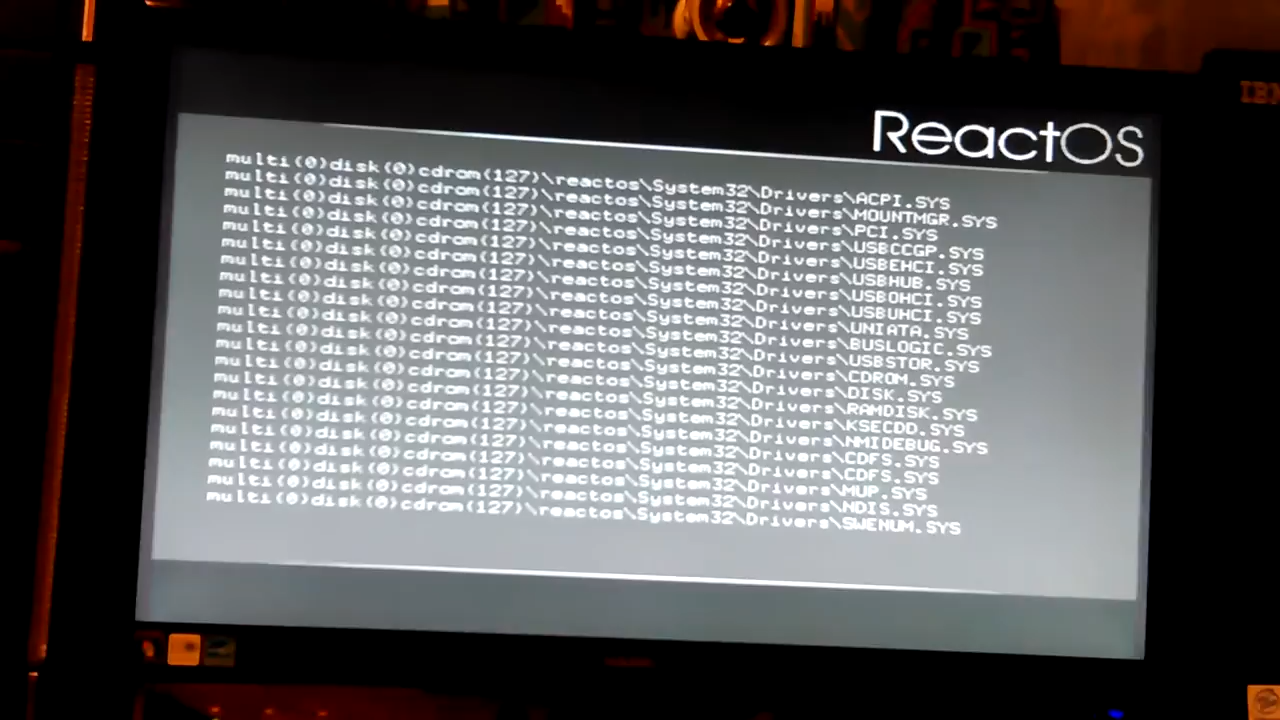 IBM
ReactOS
multi(0)disk(0)cdrom(127)\reactos\System32\Drivers\ACPI.SYS
multi(0)disk(0)cdrom(127)\reactos\System32\Drivers\MOUNTMGR.SYS
multi(0)disk(0)cdrom(127)\reactos\System32\Drivers\PCI.SYS
multi(0)disk(0)cdrom(127)\reactos\System32\Drivers\USBCCGP.SYS
multi(0)disk(0)cdrom(127)\reactos\System32\Drivers\USBEHCI.SYS
multi(0)disk(0)cdrom(127)\reactos\System32\Drivers\USBHUB.SYS
multi(0)disk(0)cdrom(127)\reactos\System32\Drivers\USBOHCI.SYS
multi(0)disk(0)cdrom(127)\reactos\System32\Drivers\USBUHCI.SYS
multi(0)disk(0)cdrom(127)\reactos\System32\Drivers\UNIATA.SYS
multi(0)disk(0)cdrom(127)\reactos\System32\Drivers\BUSLOGIC.SYS
multi(0)disk(0)cdrom(127)\reactos\System32\Drivers\USBSTOR.SYS
multi(0)disk(0)cdrom(127)\reactos\System32\Drivers\CDROM.SYS
multi(0)disk(0)cdrom(127)\reactos\System32\Drivers\DISK.SYS
multi(0)disk(0)cdrom(127)\reactos\System32\Drivers\RAMDISK.SYS
multi(0)disk(0)cdrom(127)\reactos\System32\Drivers\KSECDD.SYS
multi(0)disk(0)cdrom(127)\reactos\System32\Drivers\NMIDEBUG.SYS
multi(0)disk(0)cdrom(127)\reactos\System32\Drivers\CDFS.SYS
multi(0)disk(0)cdrom(127)\reactos\System32\Drivers\CDFS.SYS
multi(0)disk(0)cdrom(127)\reactos\System32\Drivers\MUP.SYS
multi(0)disk(0)cdrom(127)\reactos\System32\Drivers\NDIS.SYS
multi(0)disk(0)cdrom(127)\reactos\System32\Drivers\SWENUM.SYS